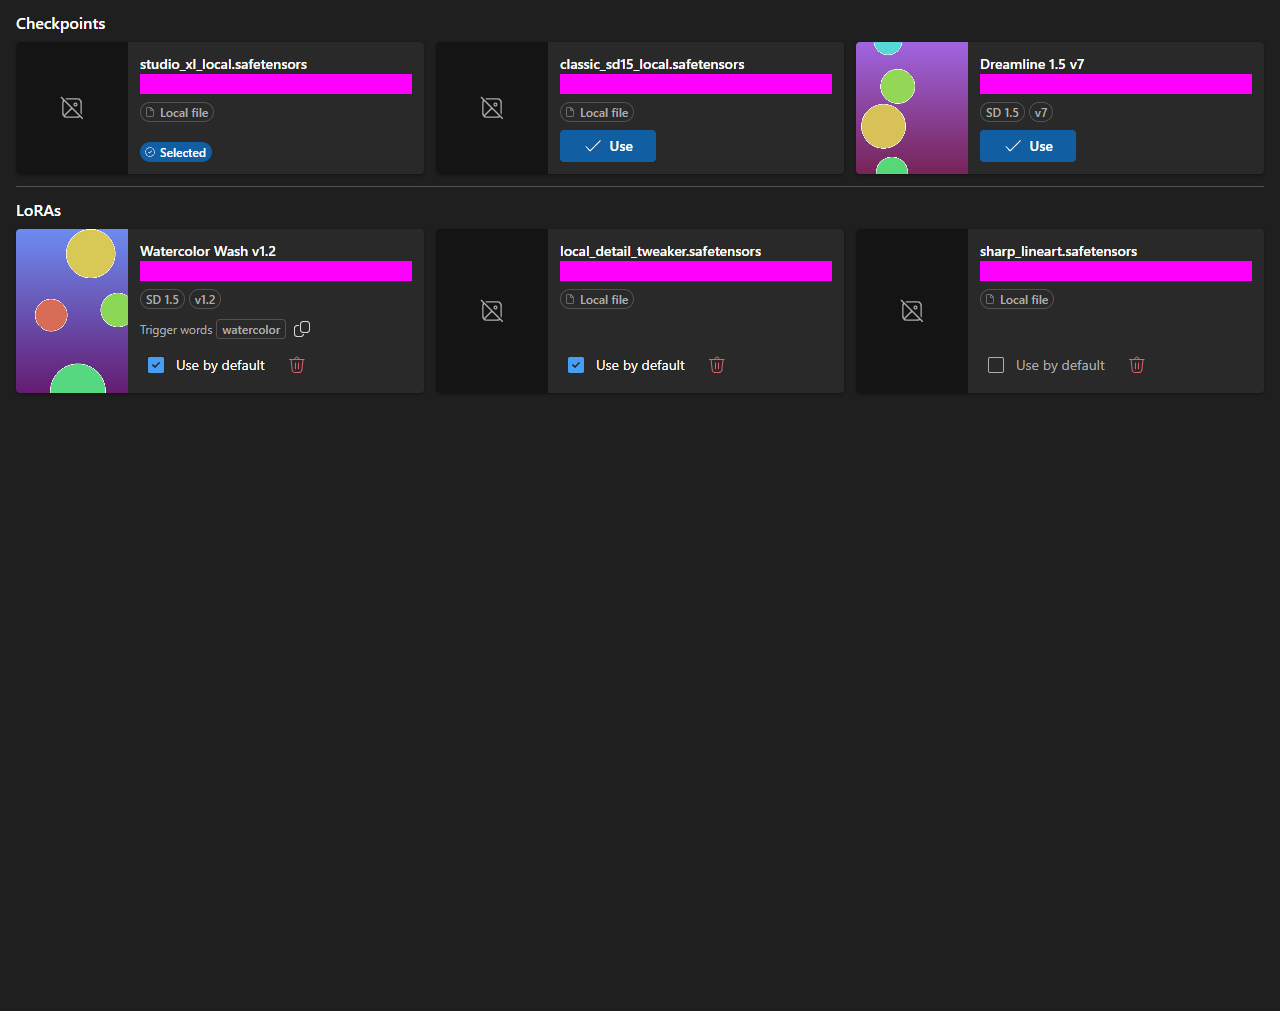 Checkpoints
studio_xl_local.safetensors
Local file
Selected
classic_sd15_local.safetensors
Local file
Use
Dreamline 1.5 v7
SD 1.5 v7
Use
LoRAs
Watercolor Wash v1.2
SD 1.5 v1.2
Trigger words watercolor
Use by default
local_detail_tweaker.safetensors
Local file
Use by default
sharp_lineart.safetensors
Local file
Use by default